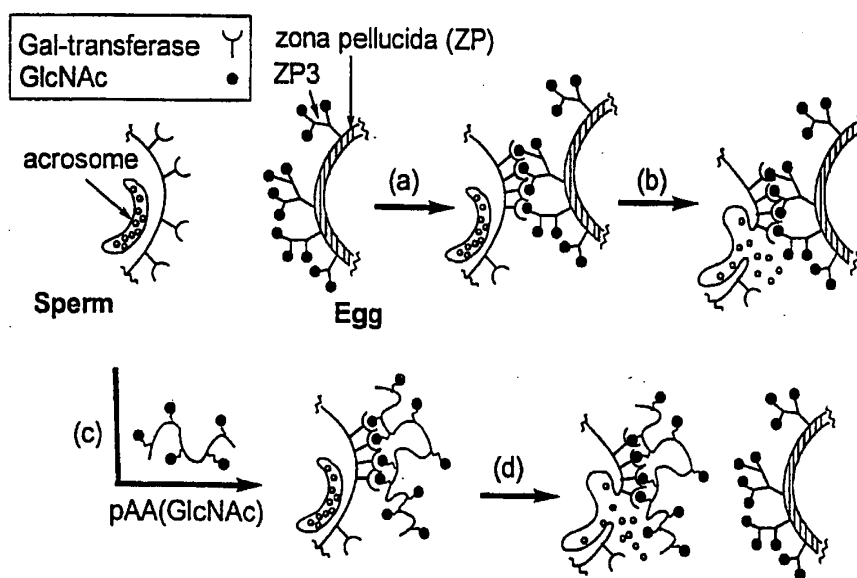 Gal-transferase
GlcNAc
zona pellucida (ZP)
ZP3
acrosome
(a)
(b)
Sperm
Egg
(c)
pAA(GlcNAc)
(d)